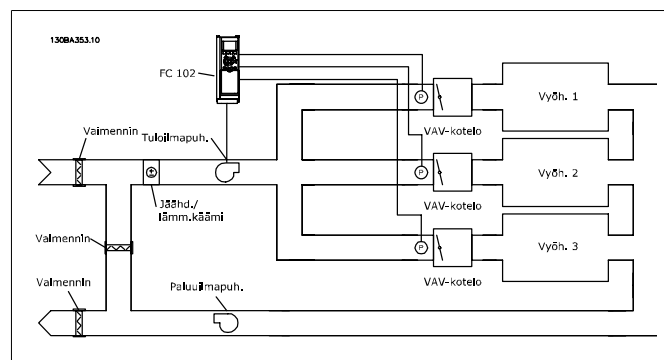 130BA353.10
FC 102
Vaimennin
Tuloilmapuh.
P
VAV-kotelo
Vyöh. 1
P
VAV-kotelo
Vyöh. 2
Jäähd./
lämm.käämi
Vaimennin
P
VAV-kotelo
Vyöh. 3
Vaimennin
Paluuilmapuh.